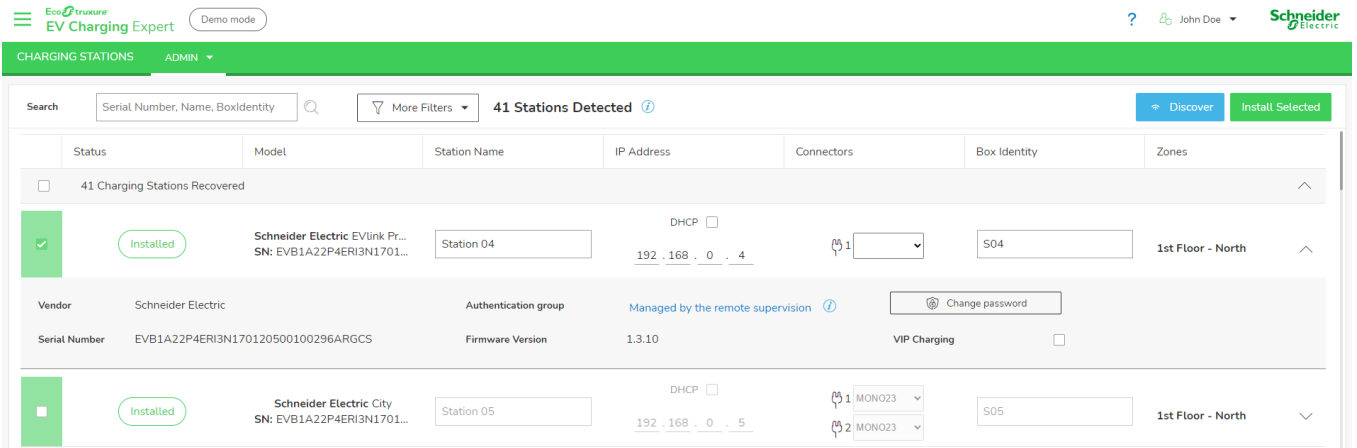 EcoStruxure
EV Charging Expert
Demo mode
?
John Doe
Schneider
Electric
CHARGING STATIONS
ADMIN
Search
Serial Number, Name, BoxIdentity
More Filters
41 Stations Detected
i
Discover
Install Selected
Status
Model
Station Name
IP Address
Connectors
Box Identity
Zones
41 Charging Stations Recovered
Installed
Schneider Electric EVlink Pr...
SN: EVB1A22P4ERI3N1701...
Station 04
DHCP
192 . 168 . 0 . 4
1
S04
1st Floor - North
Vendor
Schneider Electric
Authentication group
Managed by the remote supervision
i
Change password
Serial Number
EVB1A22P4ERI3N170120500100296ARGCS
Firmware Version
1.3.10
VIP Charging
Installed
Schneider Electric City
SN: EVB1A22P4ERI3N1701...
Station 05
DHCP
192 . 168 . 0 . 5
1 MONO23
2 MONO23
S05
1st Floor - North